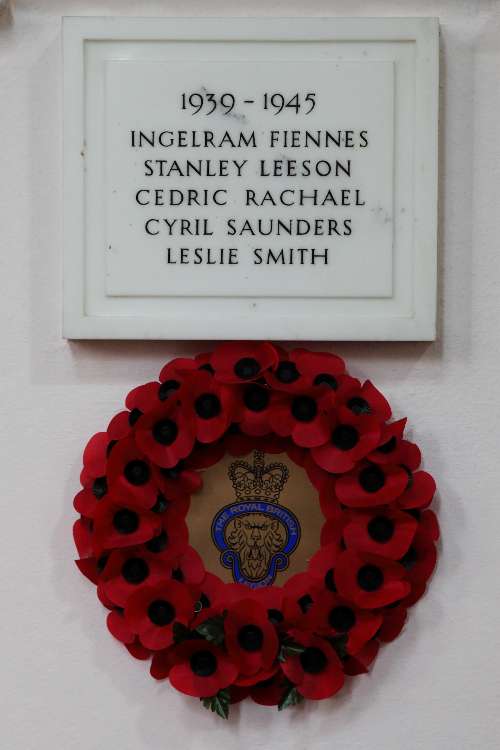 1939 - 1945
INGELRAM FIENNES
STANLEY LEESON
CEDRIC RACHAEL
CYRIL SAUNDERS
LESLIE SMITH
THE ROYAL BRITISH